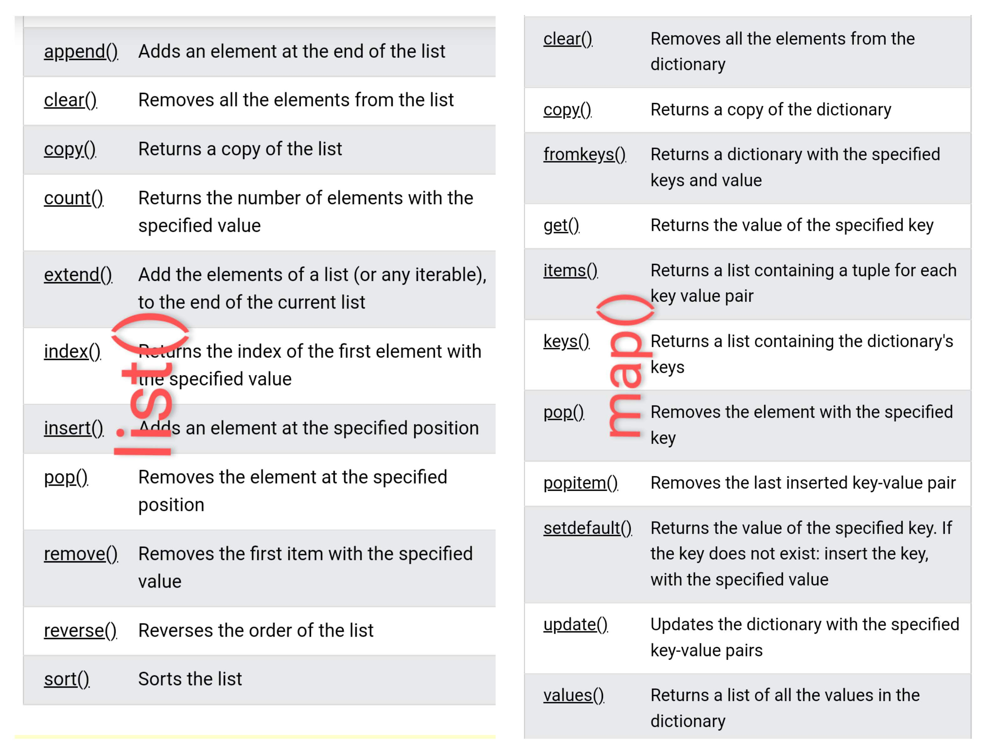 append() Adds an element at the end of the list
clear() Removes all the elements from the list
copy() Returns a copy of the list
count() Returns the number of elements with the
specified value
extend() Add the elements of a list (or any iterable),
to the end of the current list
index() Returns the index of the first element with
the specified value
insert() Adds an element at the specified position
pop() Removes the element at the specified
position
remove() Removes the first item with the specified
value
reverse() Reverses the order of the list
sort() Sorts the list
list()
clear() Removes all the elements from the
dictionary
copy() Returns a copy of the dictionary
fromkeys() Returns a dictionary with the specified
keys and value
get() Returns the value of the specified key
items() Returns a list containing a tuple for each
key value pair
keys() Returns a list containing the dictionary's
keys
pop() Removes the element with the specified
key
popitem() Removes the last inserted key-value pair
setdefault() Returns the value of the specified key. If
the key does not exist: insert the key,
with the specified value
update() Updates the dictionary with the specified
key-value pairs
values() Returns a list of all the values in the
dictionary
map()